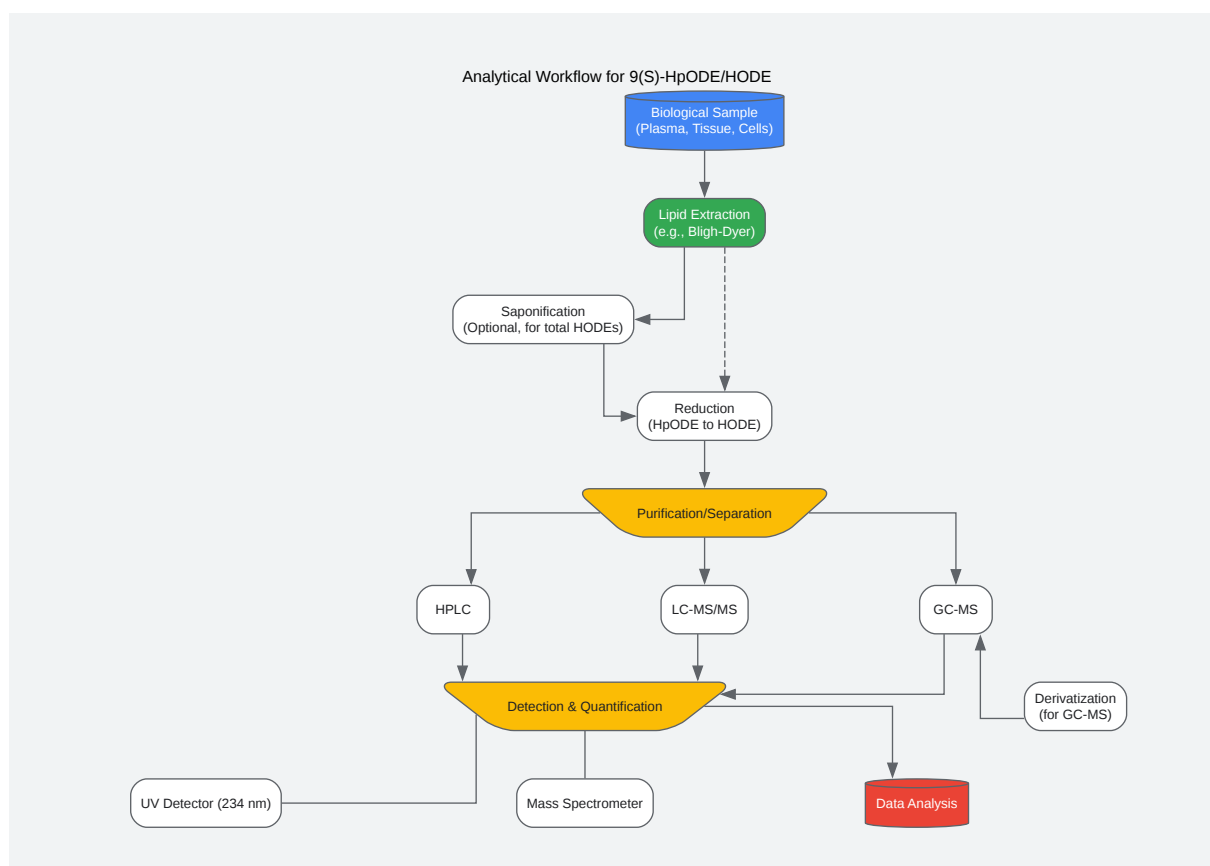 Analytical Workflow for 9(S)-HpODE/HODE
Biological Sample
(Plasma, Tissue, Cells)
Lipid Extraction
(e.g., Bligh-Dyer)
Saponification
(Optional, for total HODEs)
Reduction
(HpODE to HODE)
Purification/Separation
HPLC
LC-MS/MS
GC-MS
Detection & Quantification
Derivatization
(for GC-MS)
UV Detector (234 nm)
Mass Spectrometer
Data Analysis